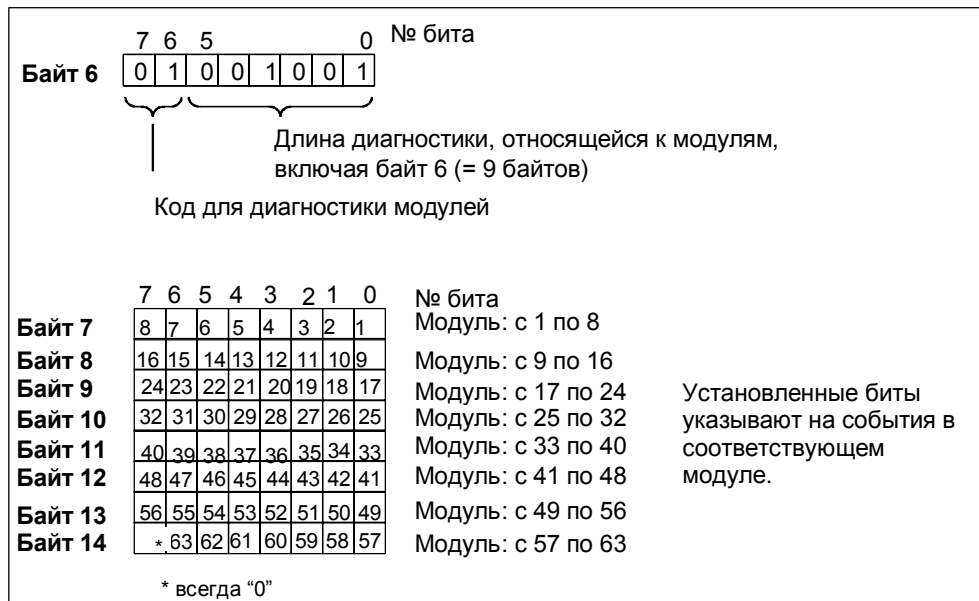 7 6 5 0 № бита
Байт 6 0 1 0 0 1 0 0 1
Длина диагностики, относящейся к модулям,
включая байт 6 (= 9 байтов)
Код для диагностики модулей
7 6 5 4 3 2 1 0 № бита
Байт 7 8 7 6 5 4 3 2 1 Модуль: с 1 по 8
Байт 8 16 15 14 13 12 11 10 9 Модуль: с 9 по 16
Байт 9 24 23 22 21 20 19 18 17 Модуль: с 17 по 24
Байт 10 32 31 30 29 28 27 26 25 Модуль: с 25 по 32
Байт 11 40 39 38 37 36 35 34 33 Модуль: с 33 по 40
Байт 12 48 47 46 45 44 43 42 41 Модуль: с 41 по 48
Байт 13 56 55 54 53 52 51 50 49 Модуль: с 49 по 56
Байт 14 * 63 62 61 60 59 58 57 Модуль: с 57 по 63
Установленные биты
указывают на события в
соответствующем
модуле.
* всегда “0”